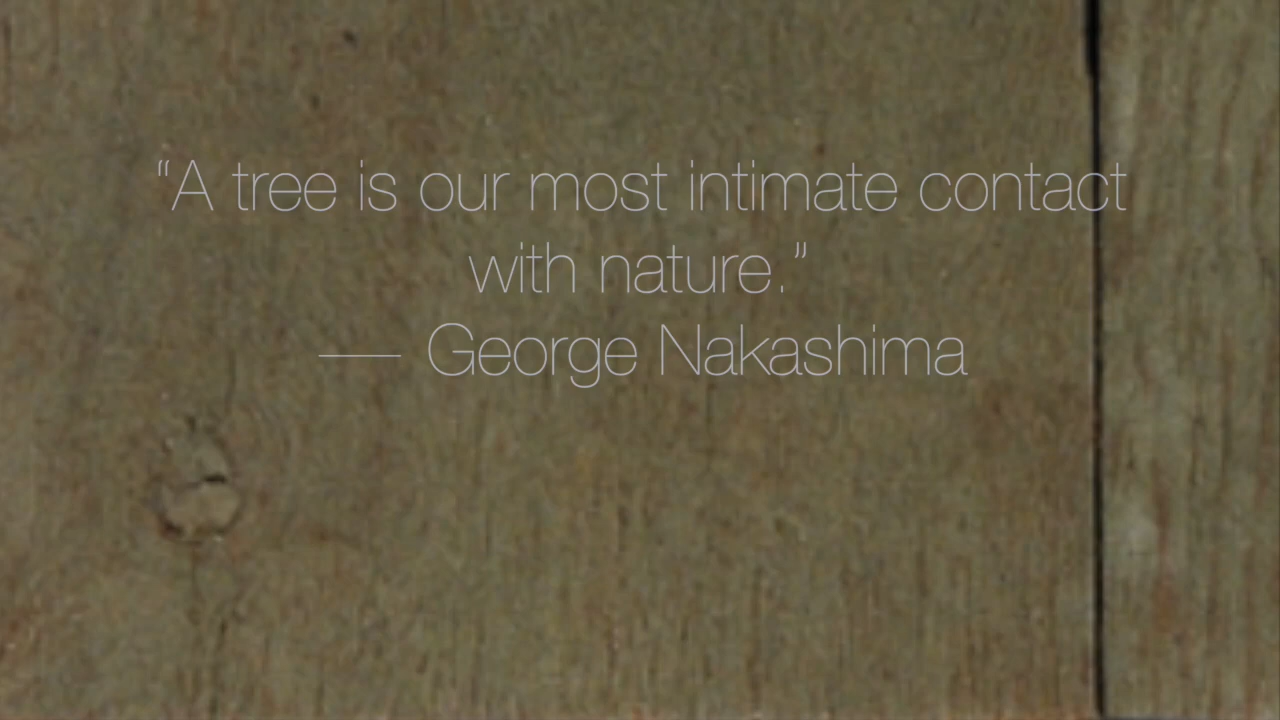 “A tree is our most intimate contact
with nature.”
— George Nakashima